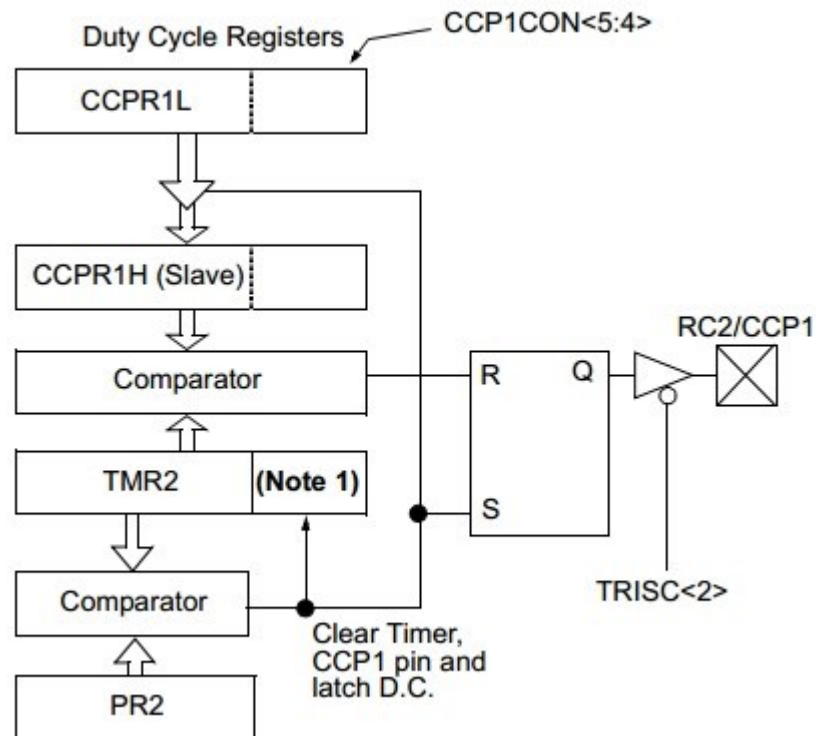 Duty Cycle Registers
CCP1CON<5:4>
CCPR1L
CCPR1H (Slave)
Comparator
TMR2
(Note 1)
Comparator
PR2
Clear Timer,
CCP1 pin and
latch D.C.
R
Q
S
RC2/CCP1
TRISC<2>